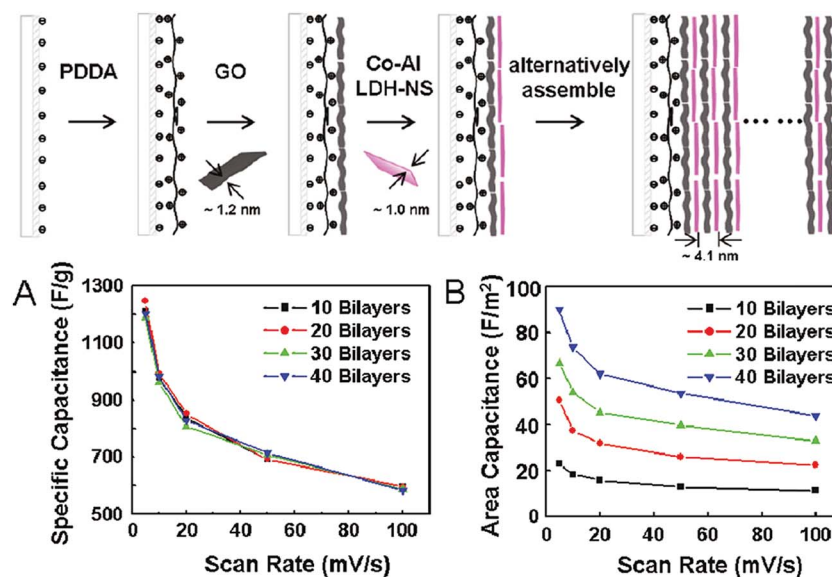 PDDA
GO
Co-Al
LDH-NS
alternatively
assemble
~ 1.2 nm
~ 1.0 nm
~ 4.1 nm
A
Specific Capacitance (F/g)
1300
1100
900
700
500
10 Bilayers
20 Bilayers
30 Bilayers
40 Bilayers
0 20 40 60 80 100
Scan Rate (mV/s)
B
Area Capacitance (F/m²)
100
80
60
40
20
0
10 Bilayers
20 Bilayers
30 Bilayers
40 Bilayers
0 20 40 60 80 100
Scan Rate (mV/s)